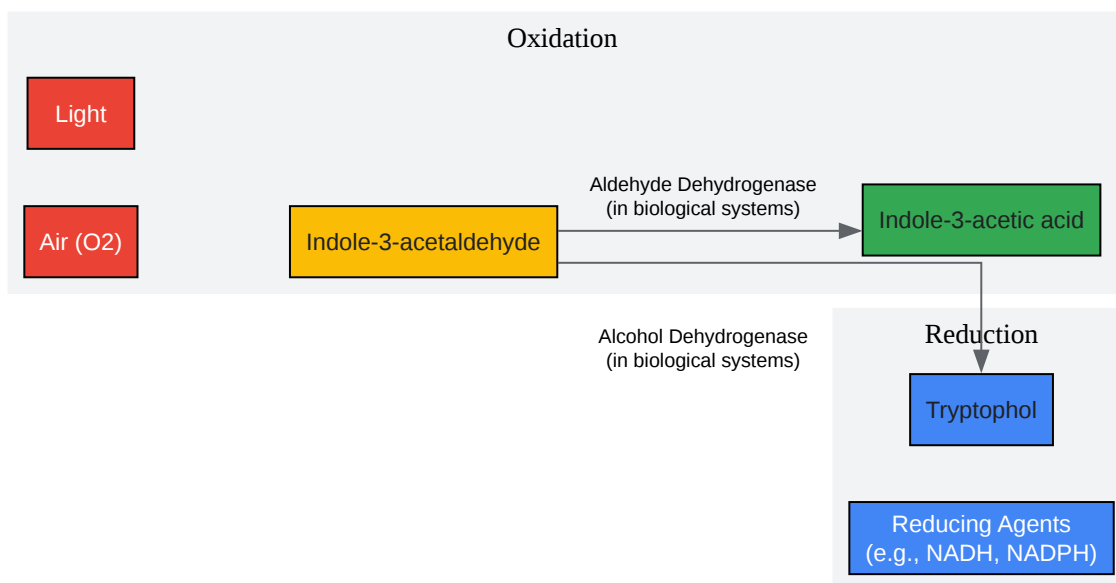 Oxidation
Light
Aldehyde Dehydrogenase
(in biological systems)
Indole-3-acetic acid
Air (O2)
Indole-3-acetaldehyde
Alcohol Dehydrogenase
(in biological systems)
Reduction
Tryptophol
Reducing Agents
(e.g., NADH, NADPH)